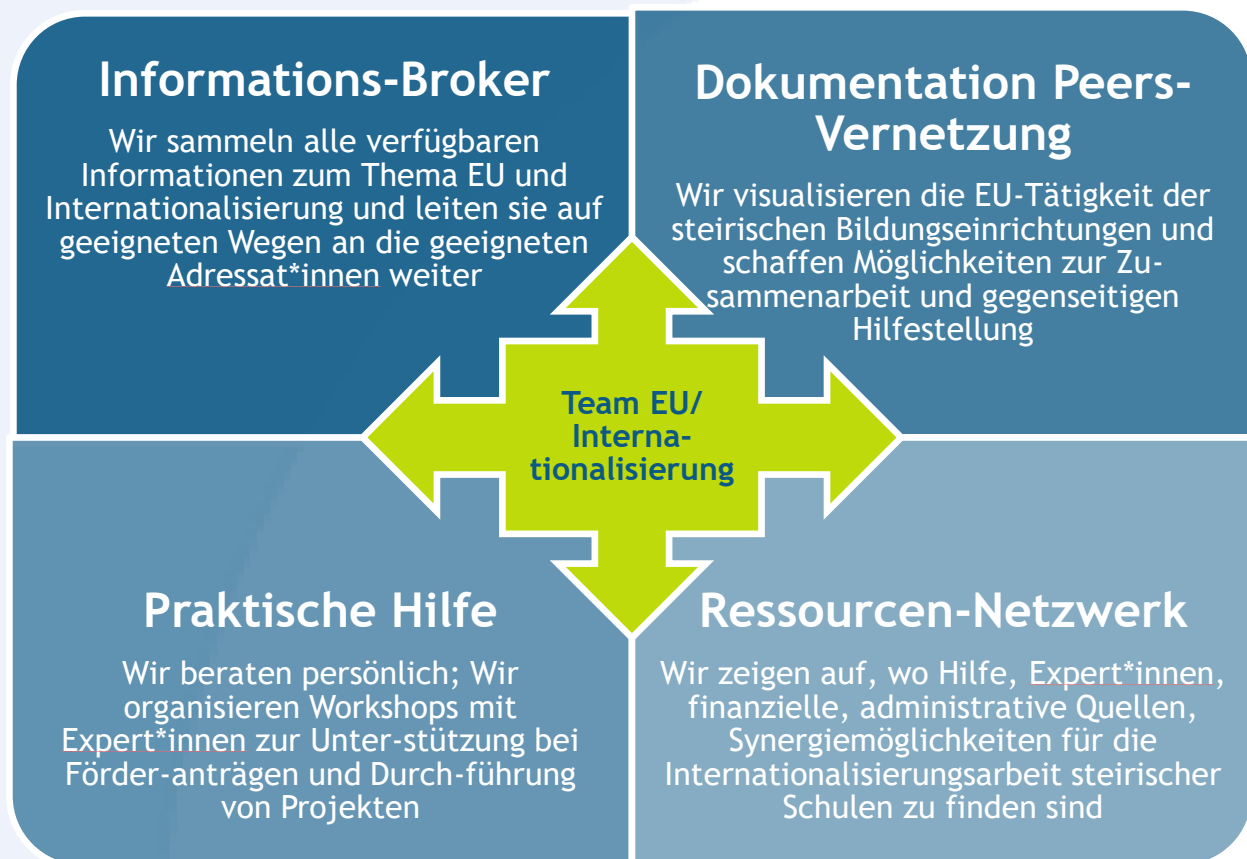 Informations-Broker
Wir sammeln alle verfügbaren
Informationen zum Thema EU und
Internationalisierung und leiten sie auf
geeigneten Wegen an die geeigneten
Adressat*innen weiter
Dokumentation Peers-
Vernetzung
Wir visualisieren die EU-Tätigkeit der
steirischen Bildungseinrichtungen und
schaffen Möglichkeiten zur Zu-
sammenarbeit und gegenseitigen
Hilfestellung
Team EU/
Interna-
tionalisierung
Praktische Hilfe
Wir beraten persönlich; Wir
organisieren Workshops mit
Expert*innen zur Unter-stützung bei
Förder-anträgen und Durch-führung
von Projekten
Ressourcen-Netzwerk
Wir zeigen auf, wo Hilfe, Expert*innen,
finanzielle, administrative Quellen,
Synergiemöglichkeiten für die
Internationalisierungsarbeit steirischer
Schulen zu finden sind